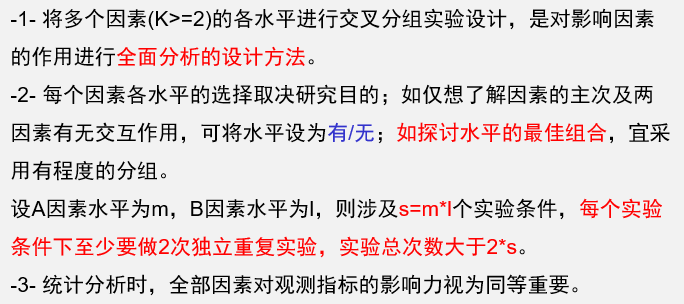 -1- 将多个因素(K>=2)的各水平进行交叉分组实验设计，是对影响因素
的作用进行全面分析的设计方法。
-2- 每个因素各水平的选择取决研究目的；如仅想了解因素的主次及两
因素有无交互作用，可将水平设为有/无；如探讨水平的最佳组合，宜采
用有程度的分组。
设A因素水平为m，B因素水平为l，则涉及s=m*l个实验条件，每个实验
条件下至少要做2次独立重复实验，实验总次数大于2*s。
-3- 统计分析时，全部因素对观测指标的影响力视为同等重要。